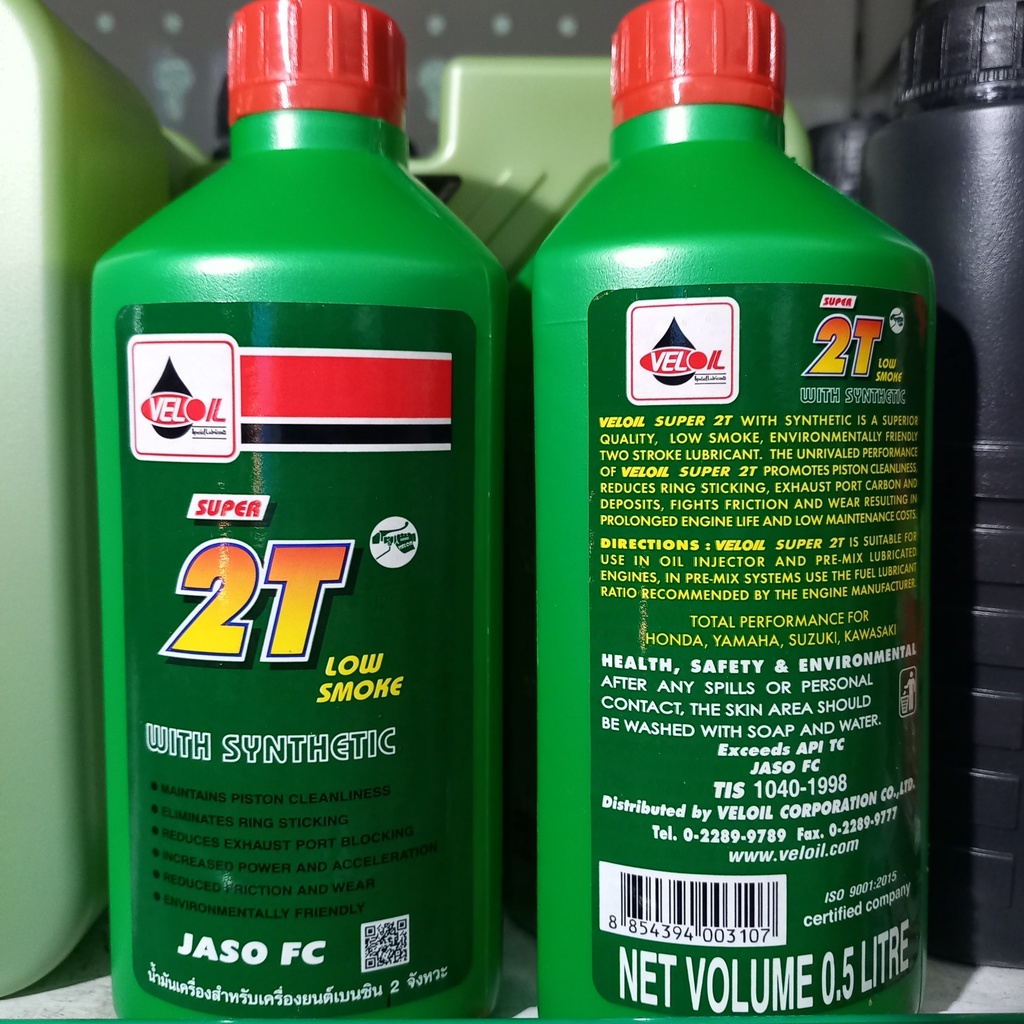 VELOIL
Special Lubricants
SUPER
2T
VELOIL
LOW
SMOKE
WITH SYNTHETIC
• MAINTAINS PISTON CLEANLINESS
• ELIMINATES RING STICKING
• REDUCES EXHAUST PORT BLOCKING
• INCREASED POWER AND ACCELERATION
• REDUCED FRICTION AND WEAR
• ENVIRONMENTALLY FRIENDLY
JASO FC
น้ำมันเครื่องสำหรับเครื่องยนต์เบนซิน 2 จังหวะ
VELOIL
Special Lubricants
SUPER
2T
LOW
SMOKE
WITH SYNTHETIC
VELOIL SUPER 2T WITH SYNTHETIC IS A SUPERIOR
QUALITY, LOW SMOKE, ENVIRONMENTALLY FRIENDLY
TWO STROKE LUBRICANT. THE UNRIVALED PERFORMANCE
OF VELOIL SUPER 2T PROMOTES PISTON CLEANLINESS,
REDUCES RING STICKING, EXHAUST PORT CARBON AND
DEPOSITS, FIGHTS FRICTION AND WEAR RESULTING IN
PROLONGED ENGINE LIFE AND LOW MAINTENANCE COSTS.
DIRECTIONS : VELOIL SUPER 2T IS SUITABLE FOR
USE IN OIL INJECTOR AND PRE-MIX LUBRICATED
ENGINES, IN PRE-MIX SYSTEMS USE THE FUEL LUBRICANT
RATIO RECOMMENDED BY THE ENGINE MANUFACTURER.
TOTAL PERFORMANCE FOR
HONDA, YAMAHA, SUZUKI, KAWASAKI
HEALTH, SAFETY & ENVIRONMENTAL
AFTER ANY SPILLS OR PERSONAL
CONTACT, THE SKIN AREA SHOULD
BE WASHED WITH SOAP AND WATER.
Exceeds API TC
JASO FC
TIS 1040-1998
Distributed by VELOIL CORPORATION CO.,LTD.
Tel. 0-2289-9789 Fax. 0-2289-9777
www.veloil.com
ISO 9001:2015
certified company
8 854394 003107
NET VOLUME 0.5 LITRE